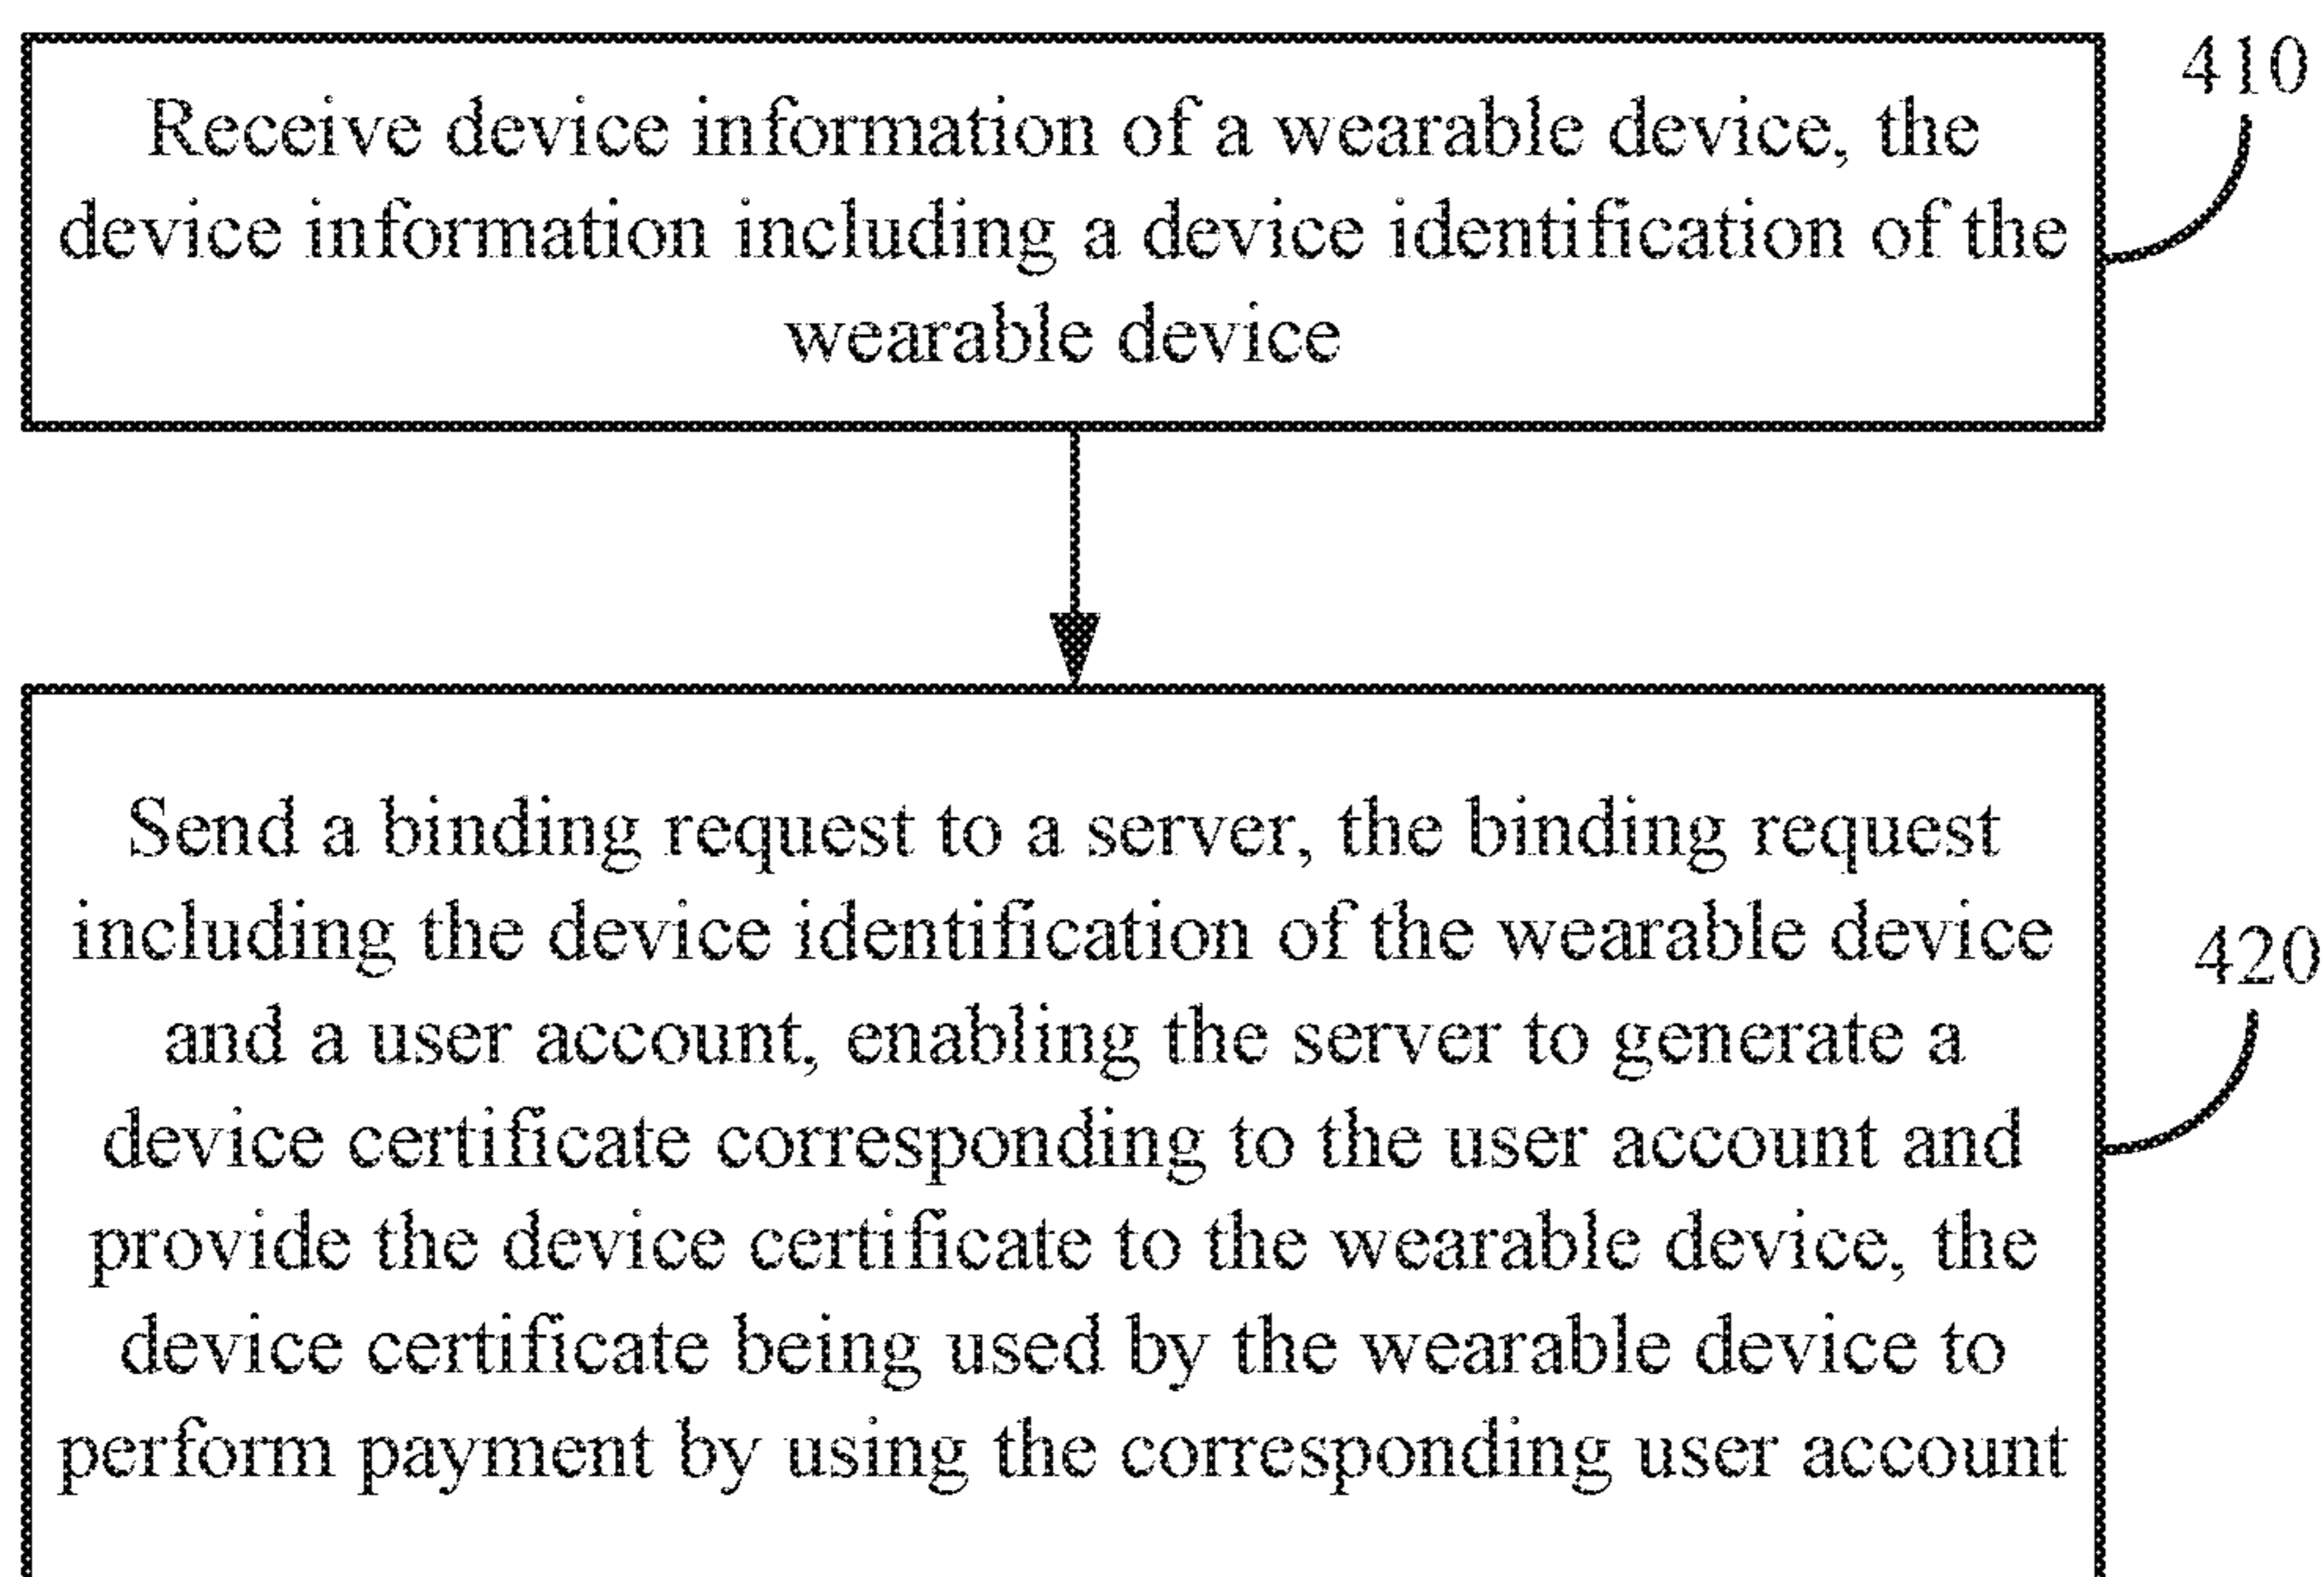 Receive device information of a wearable device, the
device information including a device identification of the
wearable device
410
Send a binding request to a server, the binding request
including the device identification of the wearable device
and a user account, enabling the server to generate a
device certificate corresponding to the user account and
provide the device certificate to the wearable device, the
device certificate being used by the wearable device to
perform payment by using the corresponding user account
420